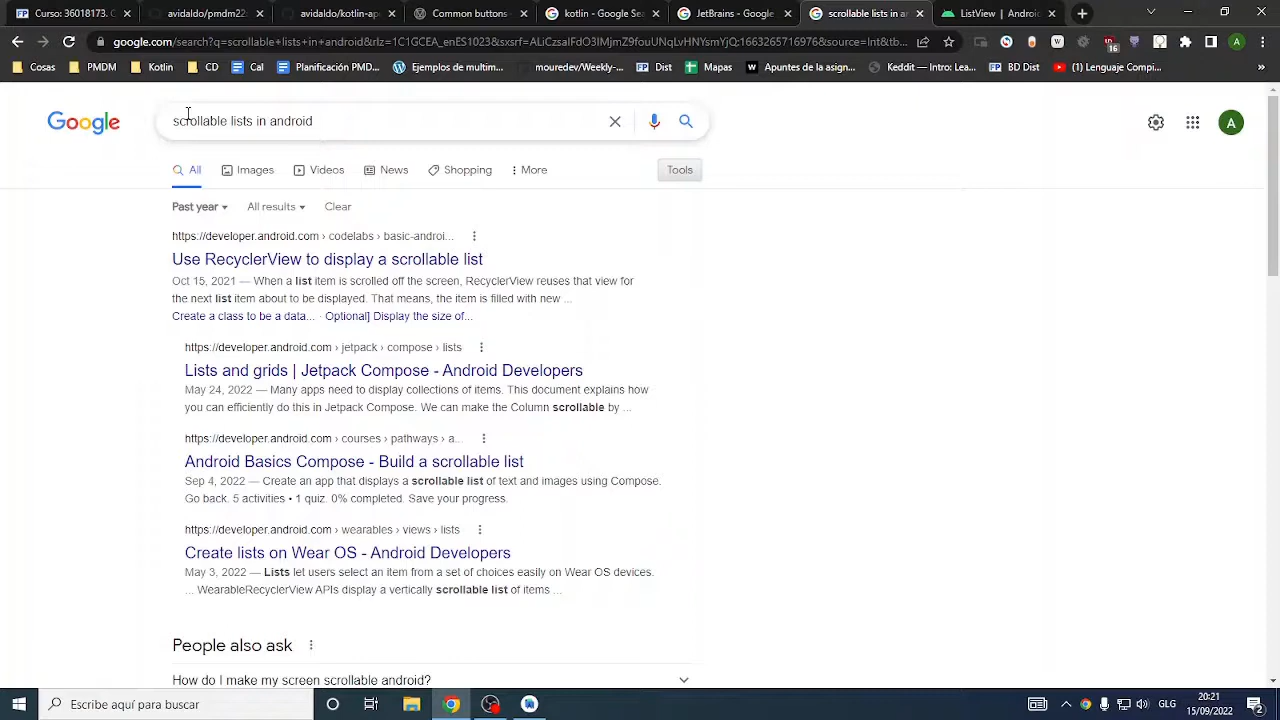 Curso: 36018173. C
avidaldo/pmdm22
avidaldo/kotlin-ap
Common buttons
kotlin - Google Sea
JetBrains - Google
scrollable lists in an
ListView | Android
google.com/search?q=scrollable+lists+in+android&rlz=1C1GCEA_enES1023&sxsrf=ALiCzsaIFdO3IMjmZ9fouUNqLvHNYsmYjQ:1663265716976&source=lnt&tb...
16
A
Cosas
PMDM
Kotlin
CD
Cal
Planificación PMD...
Ejemplos de multim...
mouredev/Weekly-...
Dist
Mapas
Apuntes de la asign...
Keddit — Intro: Lea...
BD Dist
(1) Lenguaje Compi...
»
Google
scrollable lists in android
A
All
Images
Videos
News
Shopping
More
Tools
Past year
All results
Clear
https://developer.android.com › codelabs › basic-androi...
Use RecyclerView to display a scrollable list
Oct 15, 2021 — When a list item is scrolled off the screen, RecyclerView reuses that view for
the next list item about to be displayed. That means, the item is filled with new ...
Create a class to be a data... · Optional] Display the size of...
https://developer.android.com › jetpack › compose › lists
Lists and grids | Jetpack Compose - Android Developers
May 24, 2022 — Many apps need to display collections of items. This document explains how
you can efficiently do this in Jetpack Compose. We can make the Column scrollable by ...
https://developer.android.com › courses › pathways › a...
Android Basics Compose - Build a scrollable list
Sep 4, 2022 — Create an app that displays a scrollable list of text and images using Compose.
Go back. 5 activities • 1 quiz. 0% completed. Save your progress.
https://developer.android.com › wearables › views › lists
Create lists on Wear OS - Android Developers
May 3, 2022 — Lists let users select an item from a set of choices easily on Wear OS devices.
... WearableRecyclerView APIs display a vertically scrollable list of items ...
People also ask
How do I make my screen scrollable android?
Escribe aquí para buscar
GLG
20:21
15/09/2022
2